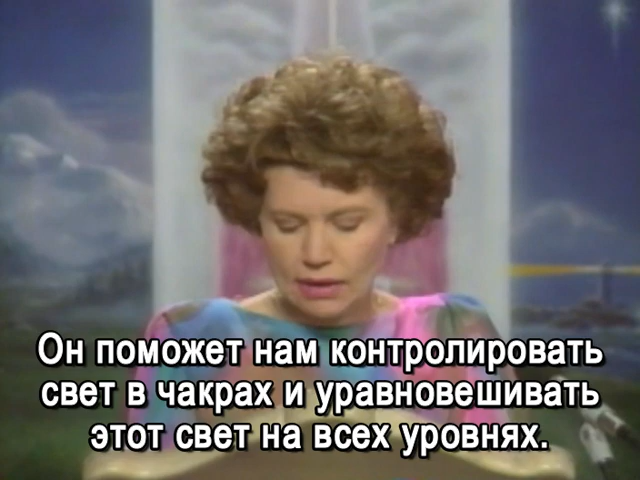 Он поможет нам контролировать
свет в чакрах и уравновешивать
этот свет на всех уровнях.